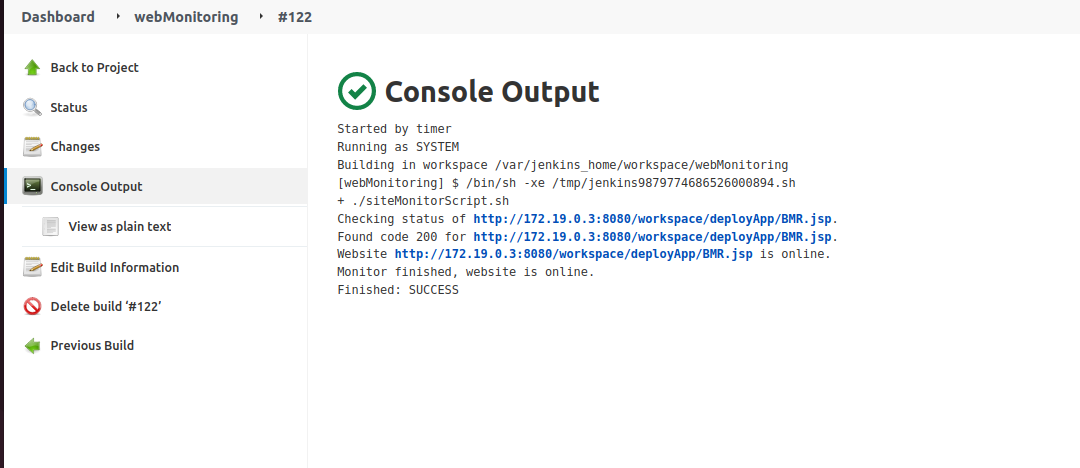 Dashboard webMonitoring #122
Back to Project
Status
Changes
Console Output
View as plain text
Edit Build Information
Delete build ‘#122’
Previous Build
Console Output
Started by timer
Running as SYSTEM
Building in workspace /var/jenkins_home/workspace/webMonitoring
[webMonitoring] $ /bin/sh -xe /tmp/jenkins9879774686526000894.sh
+ ./siteMonitorScript.sh
Checking status of http://172.19.0.3:8080/workspace/deployApp/BMR.jsp.
Found code 200 for http://172.19.0.3:8080/workspace/deployApp/BMR.jsp.
Website http://172.19.0.3:8080/workspace/deployApp/BMR.jsp is online.
Monitor finished, website is online.
Finished: SUCCESS